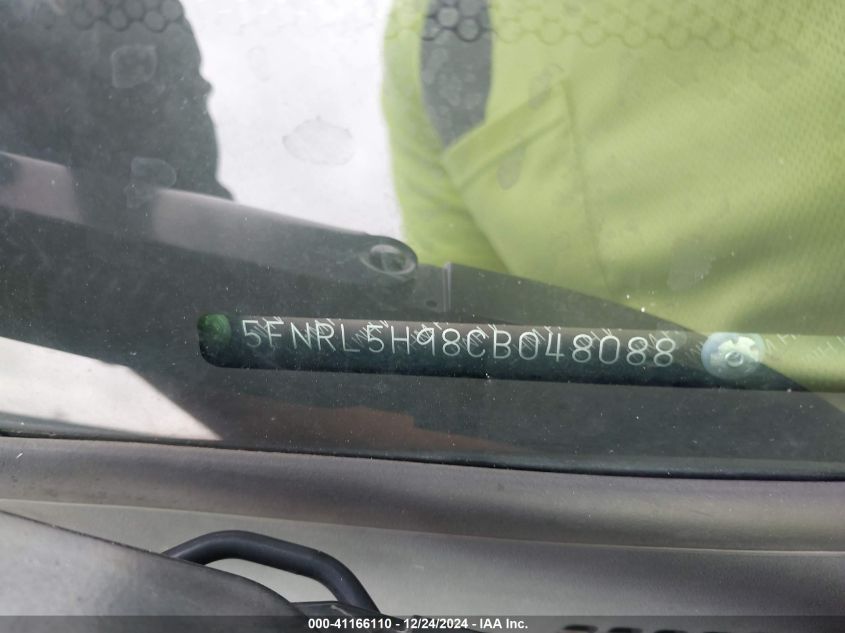 5FNRL5H98CB048088
000-41166110 - 12/24/2024 - IAA Inc.